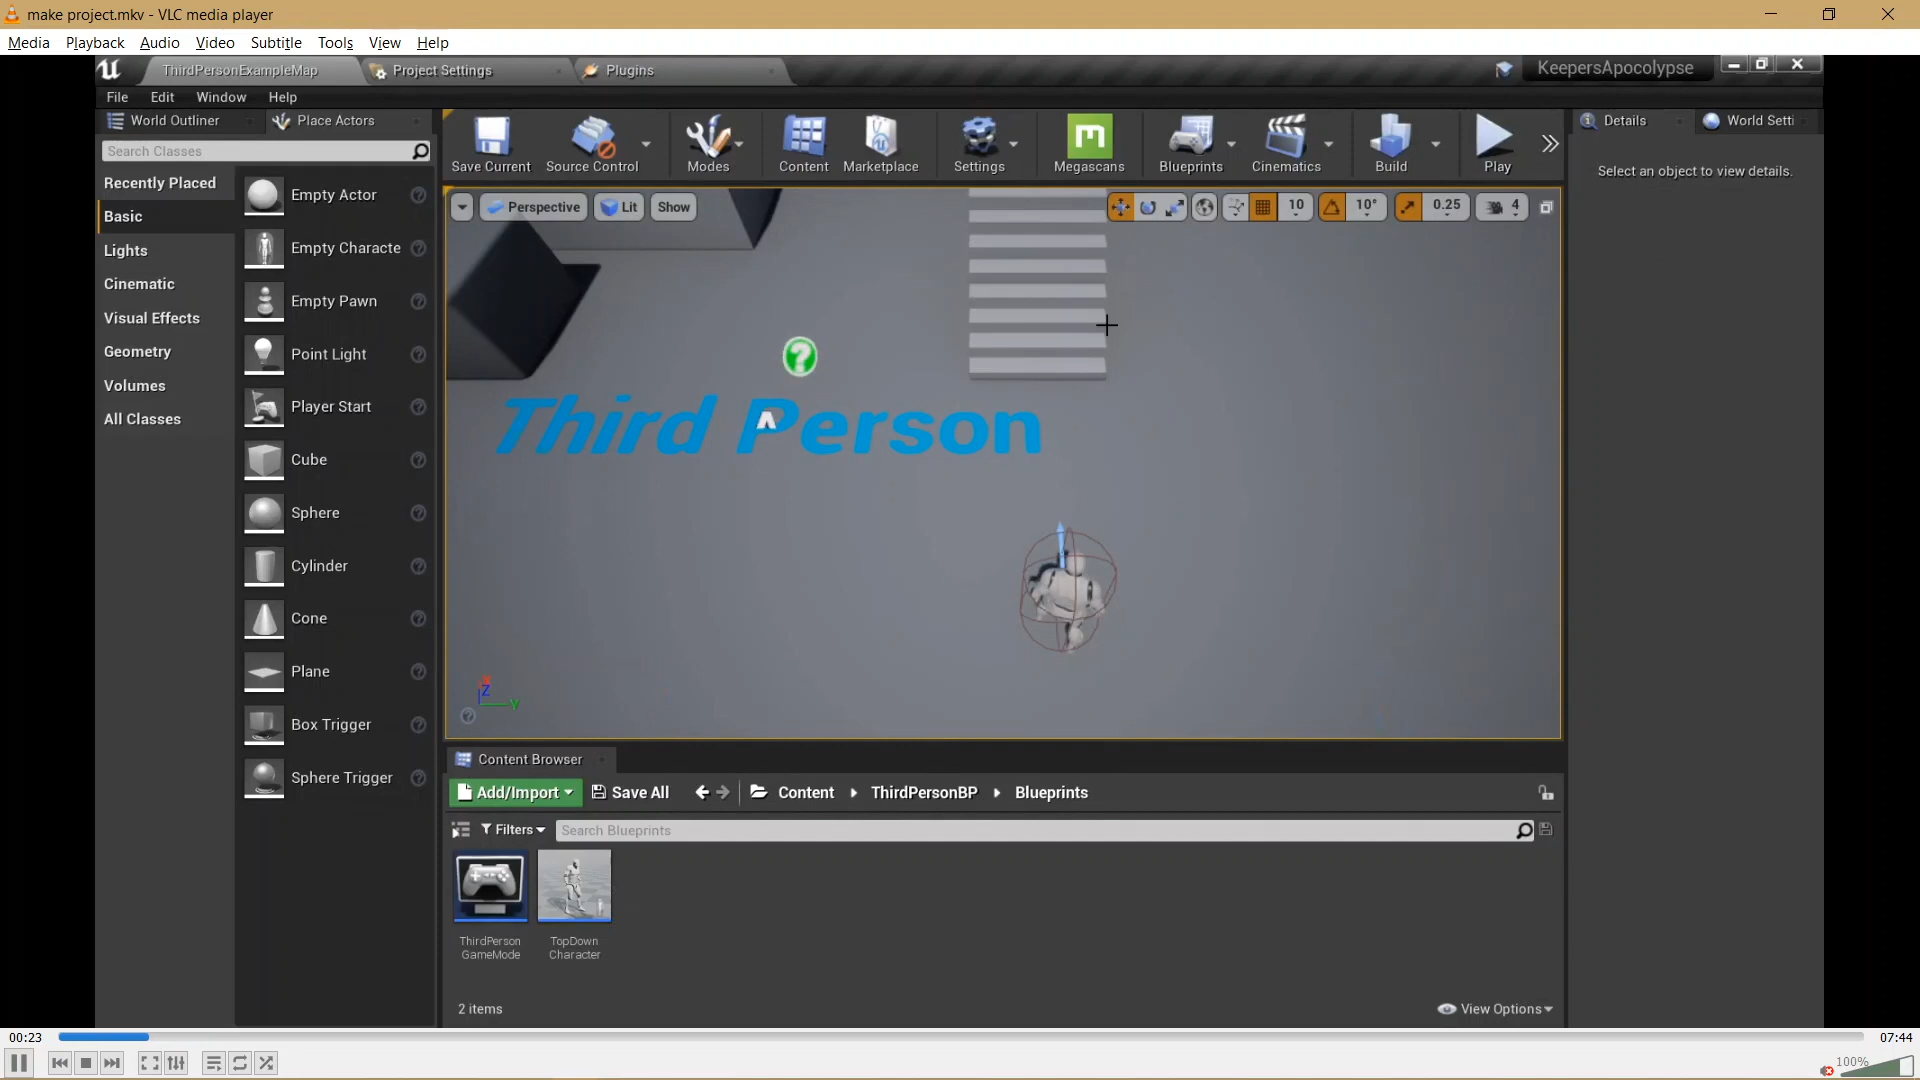 make project.mkv - VLC media player
Media Playback Audio Video Subtitle Tools View Help
ThirdPersonExampleMap Project Settings Plugins KeepersApocolypse
File Edit Window Help
World Outliner Place Actors
Search Classes
Recently Placed
Basic
Lights
Cinematic
Visual Effects
Geometry
Volumes
All Classes
Empty Actor
Empty Characte
Empty Pawn
Point Light
Player Start
Cube
Sphere
Cylinder
Cone
Plane
Box Trigger
Sphere Trigger
Save Current Source Control Modes Content Marketplace Settings Megascans Blueprints Cinematics Build Play
Perspective Lit Show 10 10° 0.25 4
Third Person
Z
Y
Details World Setti
Select an object to view details.
Content Browser
Add/Import Save All Content ThirdPersonBP Blueprints
Filters Search Blueprints
ThirdPerson
GameMode
TopDown
Character
2 items View Options
00:23 07:44
100%